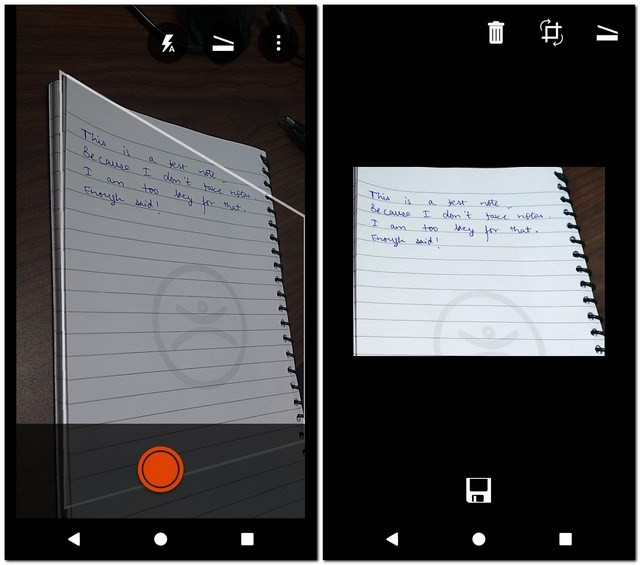 A
This is a test note
Because I don't take notes.
I am too lazy for that.
Enough said!
This is a test note.
Because I don't take notes.
I am too lazy for that.
Enough said!